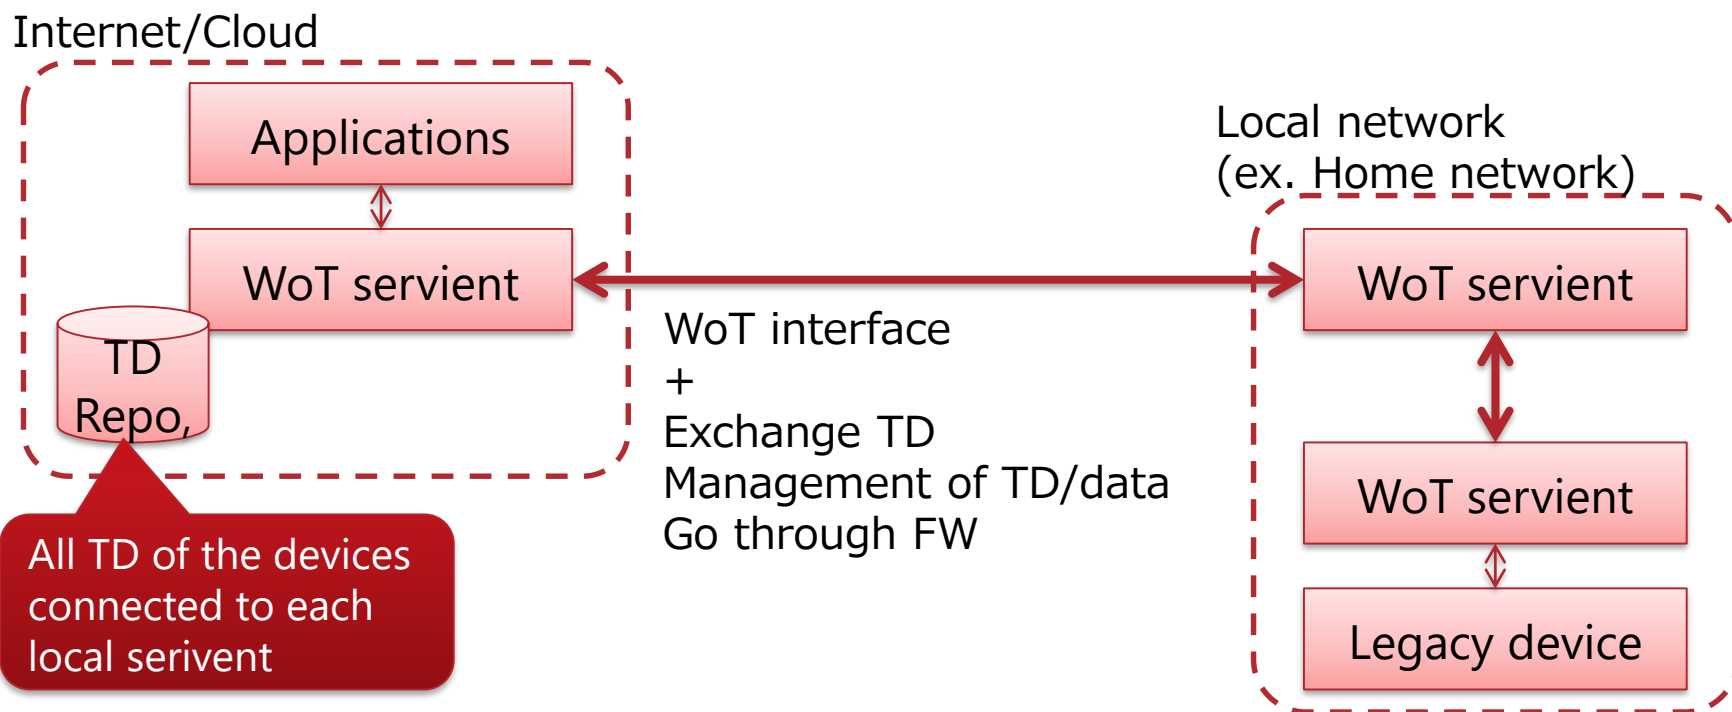 Internet/Cloud
Applications
WoT servient
TD
Repo,
All TD of the devices
connected to each
local serivent
WoT interface
+
Exchange TD
Management of TD/data
Go through FW
Local network
(ex. Home network)
WoT servient
WoT servient
Legacy device